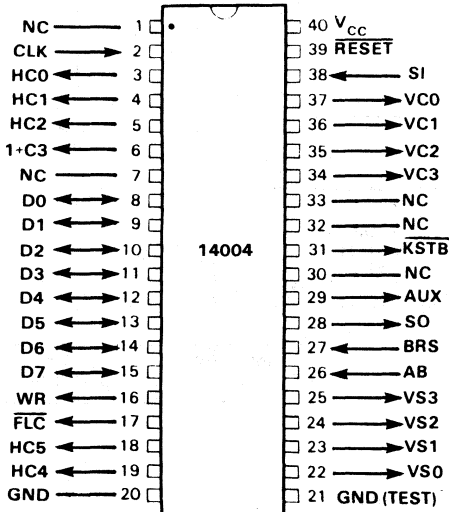 NC 1 40 VCC
CLK 2 39 RESET
HC0 3 38 SI
HC1 4 37 VC0
HC2 5 36 VC1
1+C3 6 35 VC2
NC 7 34 VC3
D0 8 33 NC
D1 9 32 NC
D2 10 14004 31 KSTB
D3 11 30 NC
D4 12 29 AUX
D5 13 28 SO
D6 14 27 BRS
D7 15 26 AB
WR 16 25 VS3
FLC 17 24 VS2
HC5 18 23 VS1
HC4 19 22 VS0
GND 20 21 GND (TEST)